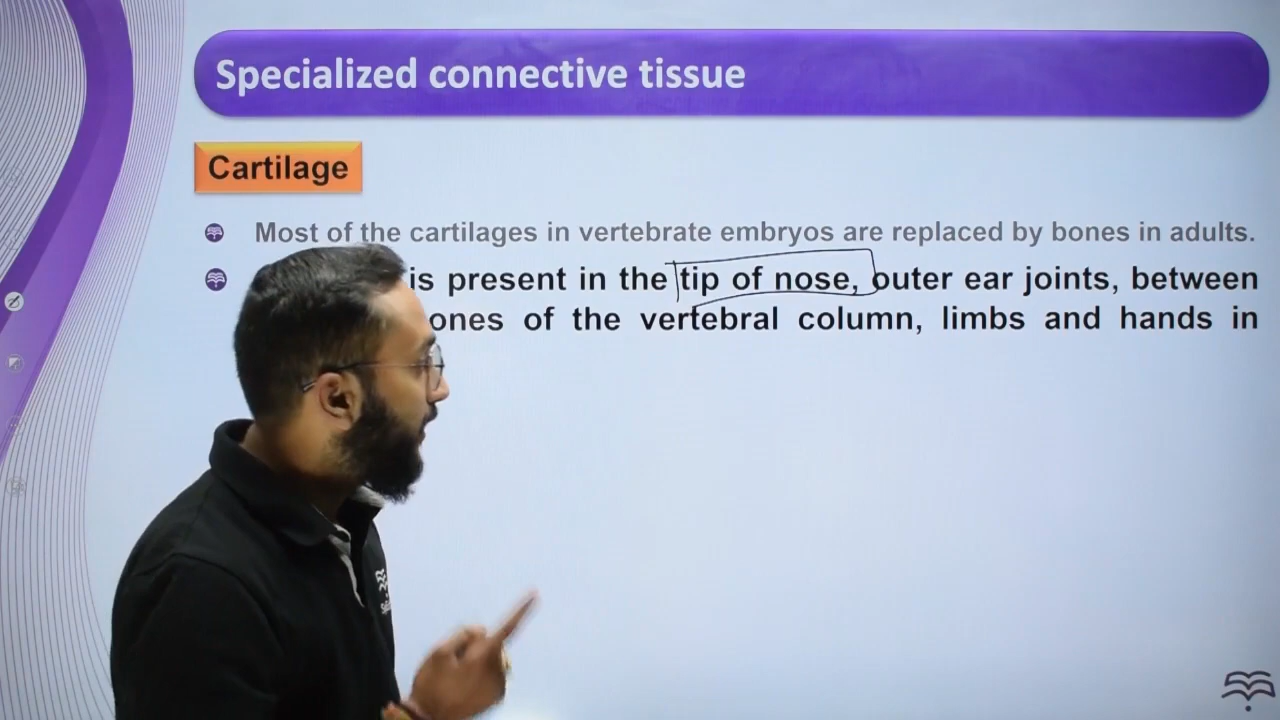 Specialized connective tissue
Cartilage
Most of the cartilages in vertebrate embryos are replaced by bones in adults.
is present in the tip of nose, outer ear joints, between
ones of the vertebral column, limbs and hands in